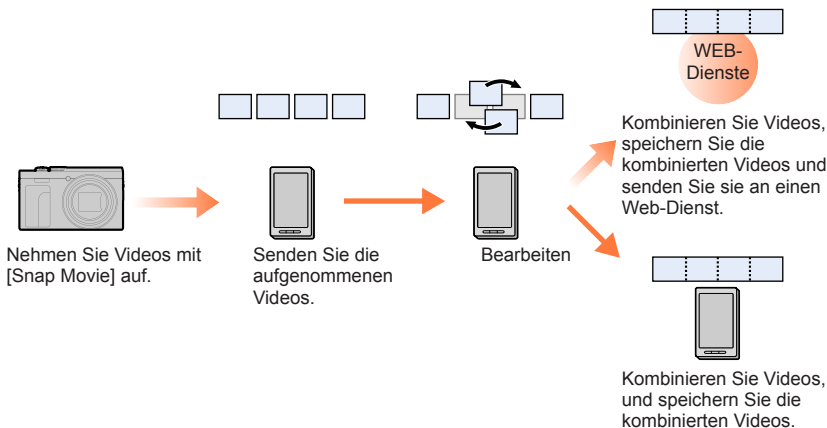 Nehmen Sie Videos mit
[Snap Movie] auf.
Senden Sie die
aufgenommenen
Videos.
Bearbeiten
WEB-
Dienste
Kombinieren Sie Videos,
speichern Sie die
kombinierten Videos und
senden Sie sie an einen
Web-Dienst.
Kombinieren Sie Videos,
und speichern Sie die
kombinierten Videos.